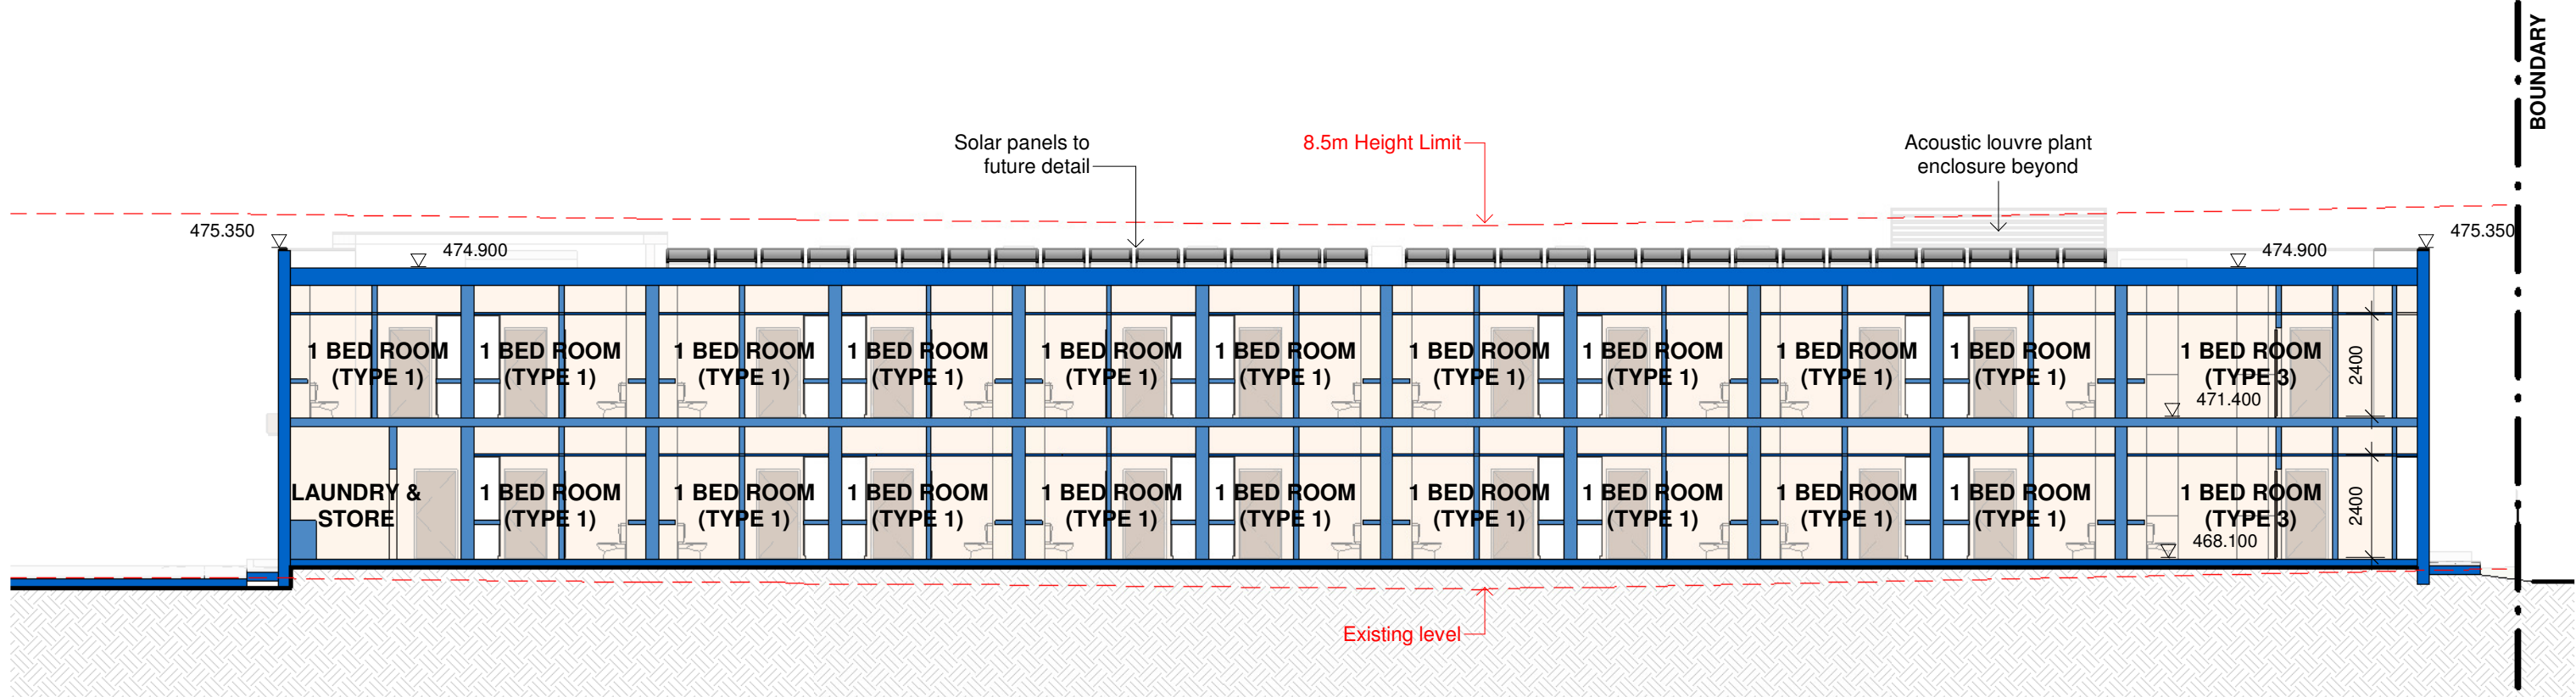 BOUNDARY
Solar panels to
future detail
8.5m Height Limit
Acoustic louvre plant
enclosure beyond
475.350
474.900
474.900
475.350
1 BED ROOM
(TYPE 1)
1 BED ROOM
(TYPE 1)
1 BED ROOM
(TYPE 1)
1 BED ROOM
(TYPE 1)
1 BED ROOM
(TYPE 1)
1 BED ROOM
(TYPE 1)
1 BED ROOM
(TYPE 1)
1 BED ROOM
(TYPE 1)
1 BED ROOM
(TYPE 1)
1 BED ROOM
(TYPE 1)
1 BED ROOM
(TYPE 3)
471.400
2400
LAUNDRY &
STORE
1 BED ROOM
(TYPE 1)
1 BED ROOM
(TYPE 1)
1 BED ROOM
(TYPE 1)
1 BED ROOM
(TYPE 1)
1 BED ROOM
(TYPE 1)
1 BED ROOM
(TYPE 1)
1 BED ROOM
(TYPE 1)
1 BED ROOM
(TYPE 1)
1 BED ROOM
(TYPE 1)
1 BED ROOM
(TYPE 3)
468.100
2400
Existing level